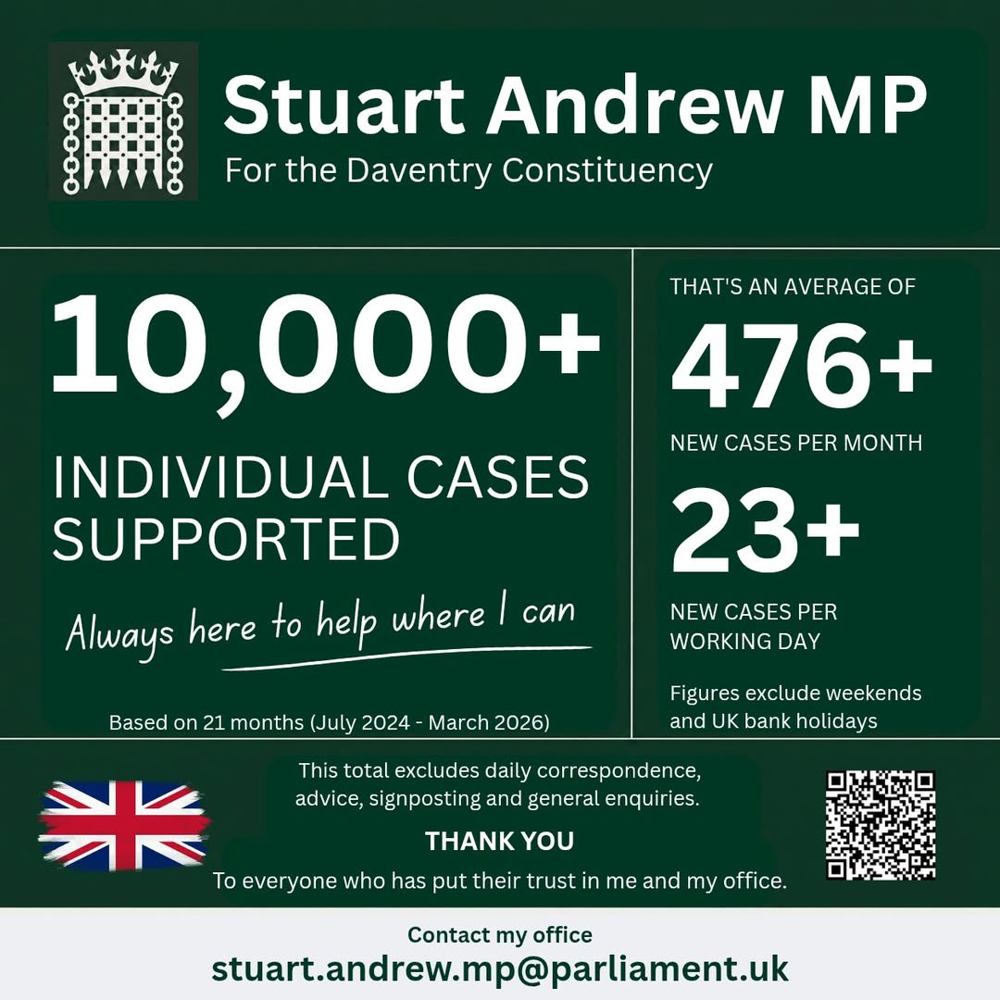 Stuart Andrew MP
For the Daventry Constituency
10,000+
INDIVIDUAL CASES
SUPPORTED
Always here to help where I can
Based on 21 months (July 2024 - March 2026)
THAT'S AN AVERAGE OF
476+
NEW CASES PER MONTH
23+
NEW CASES PER
WORKING DAY
Figures exclude weekends
and UK bank holidays
This total excludes daily correspondence,
advice, signposting and general enquiries.
THANK YOU
To everyone who has put their trust in me and my office.
Contact my office
stuart.andrew.mp@parliament.uk